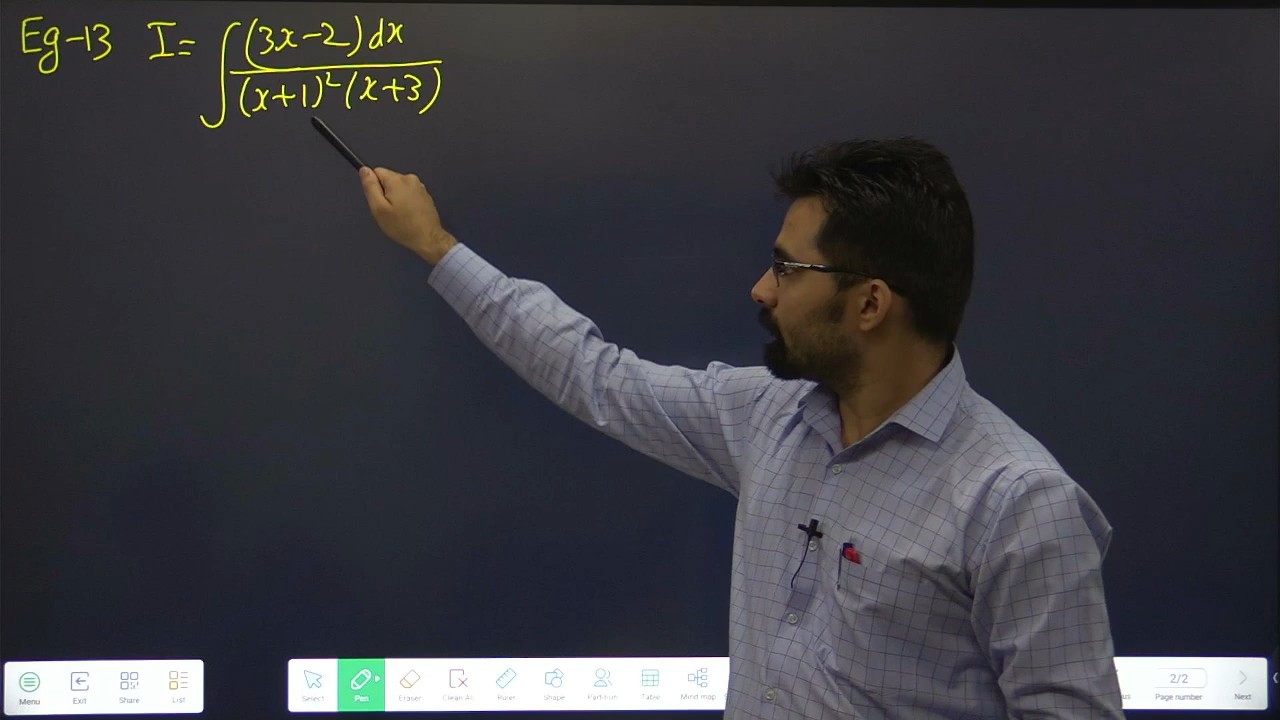 Eg-13 I= ∫ (3x-2)dx
(x+1)²(x+3)
Menu Exit Share List Select Pen Eraser Clean All Ruler Shape Partition Table Mind map 2/2 Page number Next